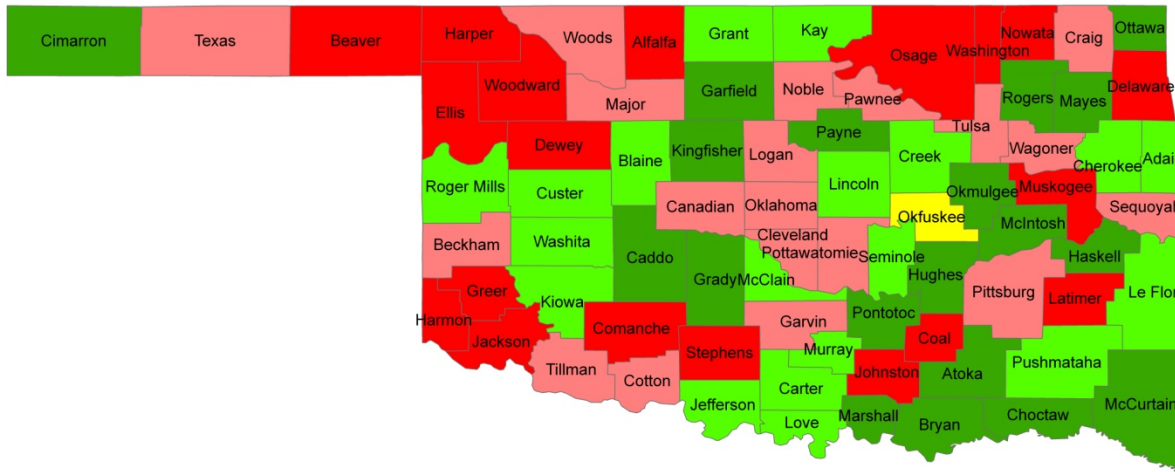 Cimarron
Texas
Beaver
Harper
Woods
Alfalfa
Grant
Kay
Osage
Washington
Nowata
Craig
Ottawa
Woodward
Ellis
Major
Garfield
Noble
Pawnee
Rogers
Mayes
Delaware
Dewey
Blaine
Kingfisher
Logan
Payne
Creek
Tulsa
Wagoner
Cherokee
Adai
Roger Mills
Custer
Canadian
Oklahoma
Lincoln
Okfuskee
Okmulgee
Muskogee
McIntosh
Sequoyal
Beckham
Washita
Caddo
Grady
McClain
Cleveland
Pottawatomie
Seminole
Hughes
Haskell
Pittsburg
Latimer
Le Flor
Greer
Kiowa
Harmon
Jackson
Comanche
Stephens
Garvin
Pontotoc
Coal
Murray
Tillman
Cotton
Jefferson
Carter
Love
Johnston
Atoka
Pushmataha
Marshall
Bryan
Choctaw
McCurtain